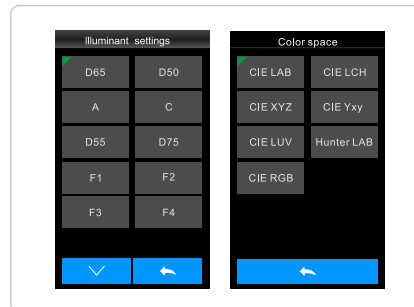 Illuminant settings
D65 D50
A C
D55 D75
F1 F2
F3 F4
Color space
CIE LAB CIE LCH
CIE XYZ CIE Yxy
CIE LUV Hunter LAB
CIE RGB